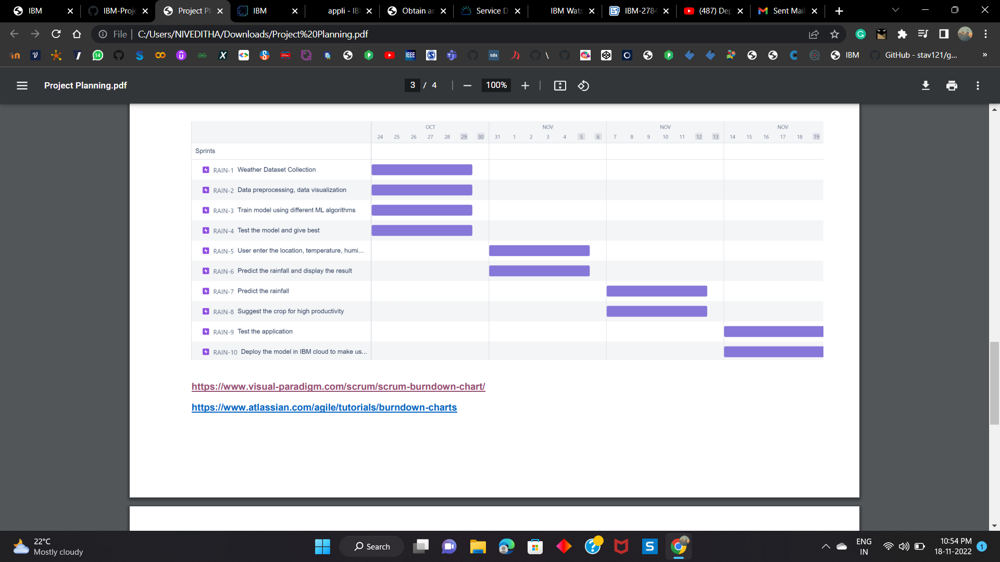 IBM
IBM-Proje
Project Pl
IBM
appli - IB
Obtain ar
Service D
IBM Wats
IBM-2784
(487) Dep
Sent Mail
File
C:/Users/NIVEDITHA/Downloads/Project%20Planning.pdf
in
V
14
X
IEEE
tds
\
IBM
GitHub - stav121/g...
»
Project Planning.pdf
3 / 4
100%
OCT NOV NOV NOV
24 25 26 27 28 29 30 31 1 2 3 4 5 6 7 8 9 10 11 12 13 14 15 16 17 18 19
Sprints
RAIN-1 Weather Dataset Collection
RAIN-2 Data preprocessing, data visualization
RAIN-3 Train model using different ML algorithms
RAIN-4 Test the model and give best
RAIN-5 User enter the location, temperature, humi...
RAIN-6 Predict the rainfall and display the result
RAIN-7 Predict the rainfall
RAIN-8 Suggest the crop for high productivity
RAIN-9 Test the application
RAIN-10 Deploy the model in IBM cloud to make us...
https://www.visual-paradigm.com/scrum/scrum-burndown-chart/
https://www.atlassian.com/agile/tutorials/burndown-charts
22°C
Mostly cloudy
Search
S
ENG
IN
10:54 PM
18-11-2022
1